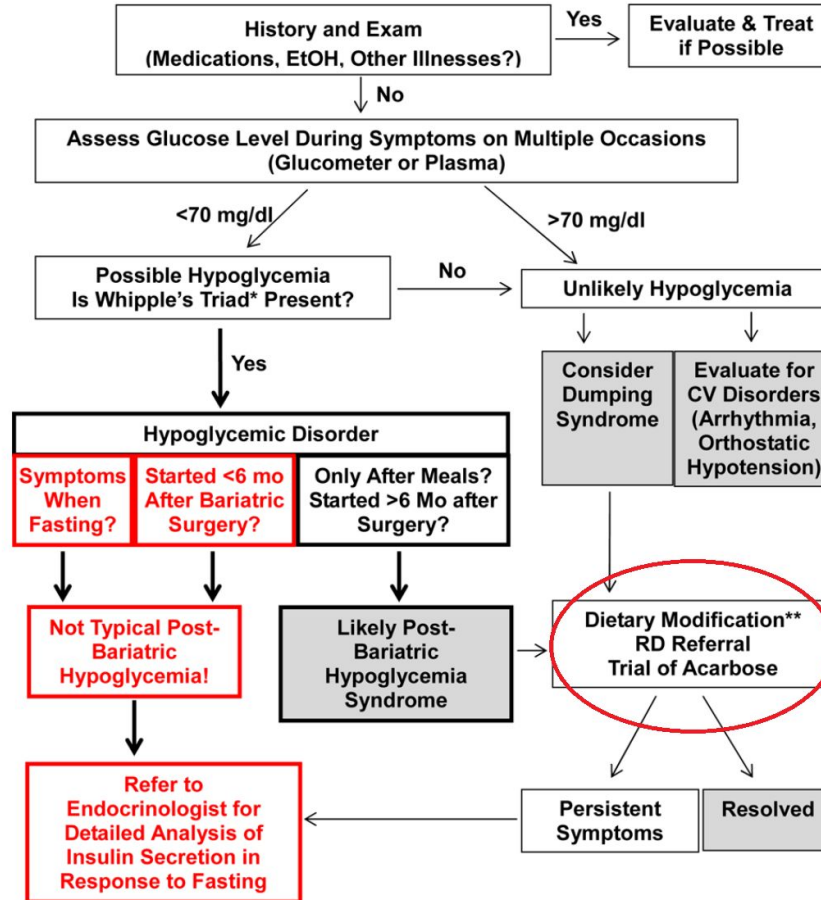 History and Exam
(Medications, EtOH, Other Illnesses?)
Yes
Evaluate & Treat
if Possible
No
Assess Glucose Level During Symptoms on Multiple Occasions
(Glucometer or Plasma)
<70 mg/dl
>70 mg/dl
Possible Hypoglycemia
Is Whipple's Triad* Present?
No
Unlikely Hypoglycemia
Yes
Consider
Dumping
Syndrome
Evaluate for
CV Disorders
(Arrhythmia,
Orthostatic
Hypotension)
Hypoglycemic Disorder
Symptoms
When
Fasting?
Started <6 mo
After Bariatric
Surgery?
Only After Meals?
Started >6 Mo after
Surgery?
Not Typical Post-
Bariatric
Hypoglycemia!
Likely Post-
Bariatric
Hypoglycemia
Syndrome
Dietary Modification**
RD Referral
Trial of Acarbose
Refer to
Endocrinologist for
Detailed Analysis of
Insulin Secretion in
Response to Fasting
Persistent
Symptoms
Resolved